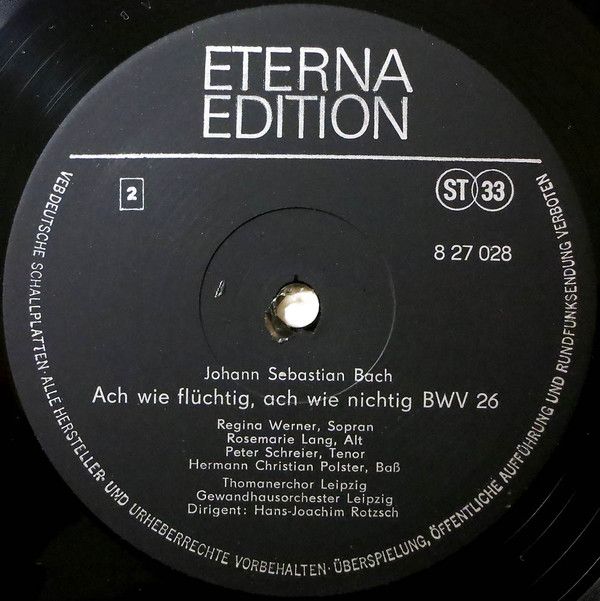 ETERNA
EDITION
2
ST 33
8 27 028
Johann Sebastian Bach
Ach wie flüchtig, ach wie nichtig BWV 26
Regina Werner, Sopran
Rosemarie Lang, Alt
Peter Schreier, Tenor
Hermann Christian Polster, Baß
Thomanerchor Leipzig
Gewandhausorchester Leipzig
Dirigent: Hans-Joachim Rotzsch
VEB DEUTSCHE SCHALLPLATTEN · ALLE HERSTELLER- UND URHEBERRECHTE VORBEHALTEN · ÜBERSPIELUNG, ÖFFENTLICHE AUFFÜHRUNG UND RUNDFUNKSENDUNG VERBOTEN